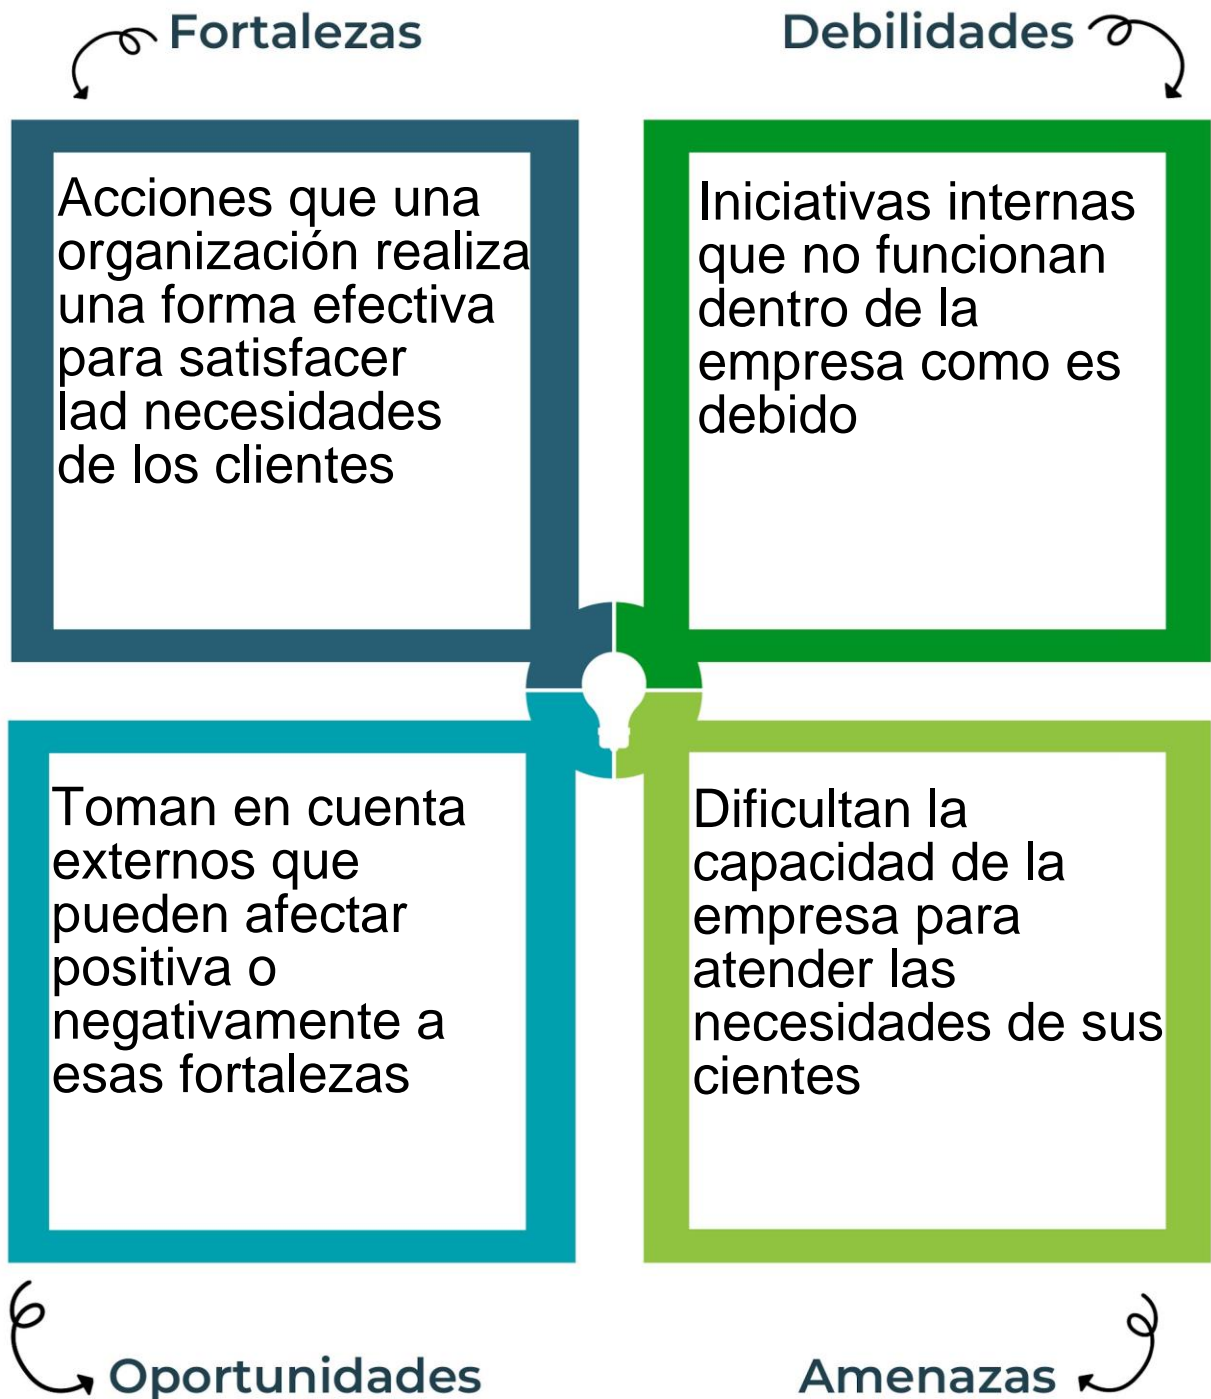 Fortalezas
Acciones que una
organización realiza
una forma efectiva
para satisfacer
lad necesidades
de los clientes
Debilidades
Iniciativas internas
que no funcionan
dentro de la
empresa como es
debido
Toman en cuenta
externos que
pueden afectar
positiva o
negativamente a
esas fortalezas
Oportunidades
Dificultan la
capacidad de la
empresa para
atender las
necesidades de sus
cientes
Amenazas